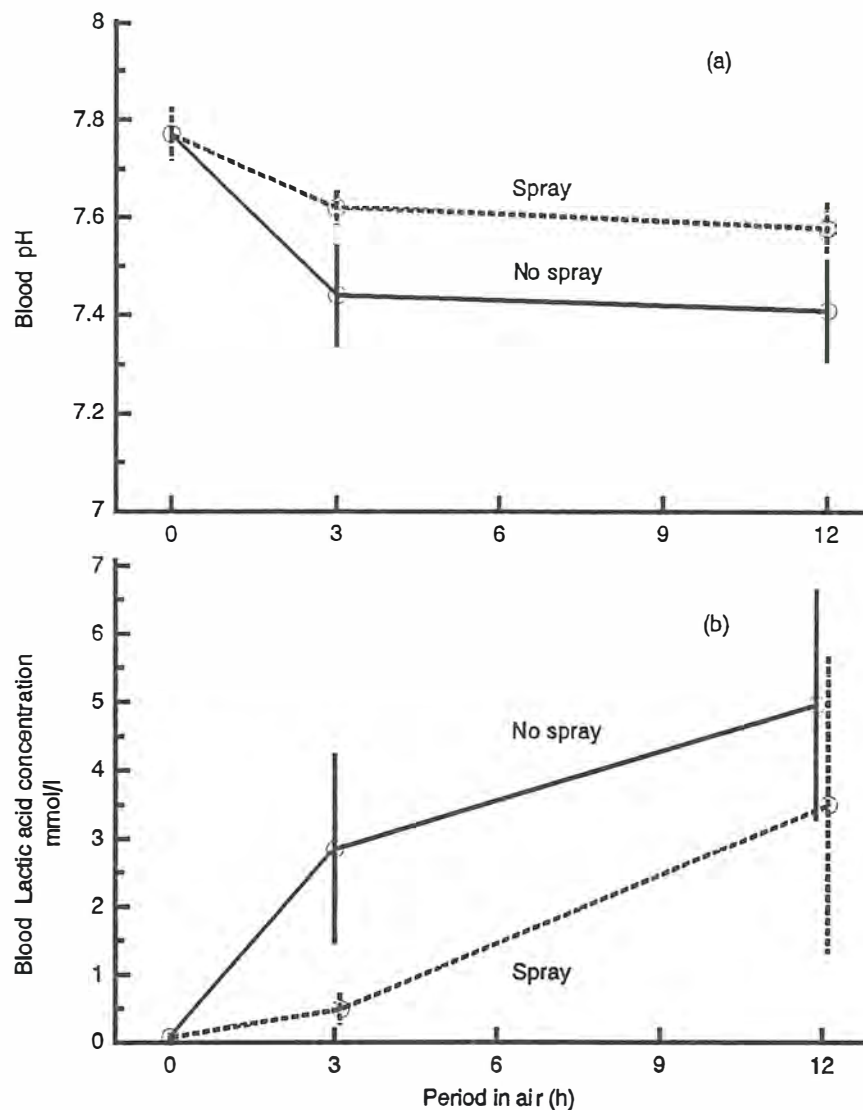 8
(a)
7.8
Spray
7.6
No spray
7.4
7.2
7
Blood pH
0 3 6 9 12
7
6
(b)
5
No spray
4
3
2
Spray
1
0
Blood Lactic acid concentration
mmol/l
0 3 6 9 12
Period in air (h)